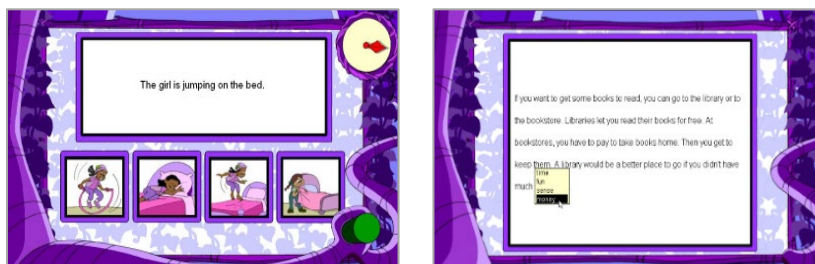 The girl is jumping on the bed.
If you want to get some books to read, you can go to the library or to
the bookstore. Libraries let you read their books for free. At
bookstores, you have to pay to take books home. Then you get to
keep them. A library would be a better place to go if you didn't have
much
time
fun
sense
money